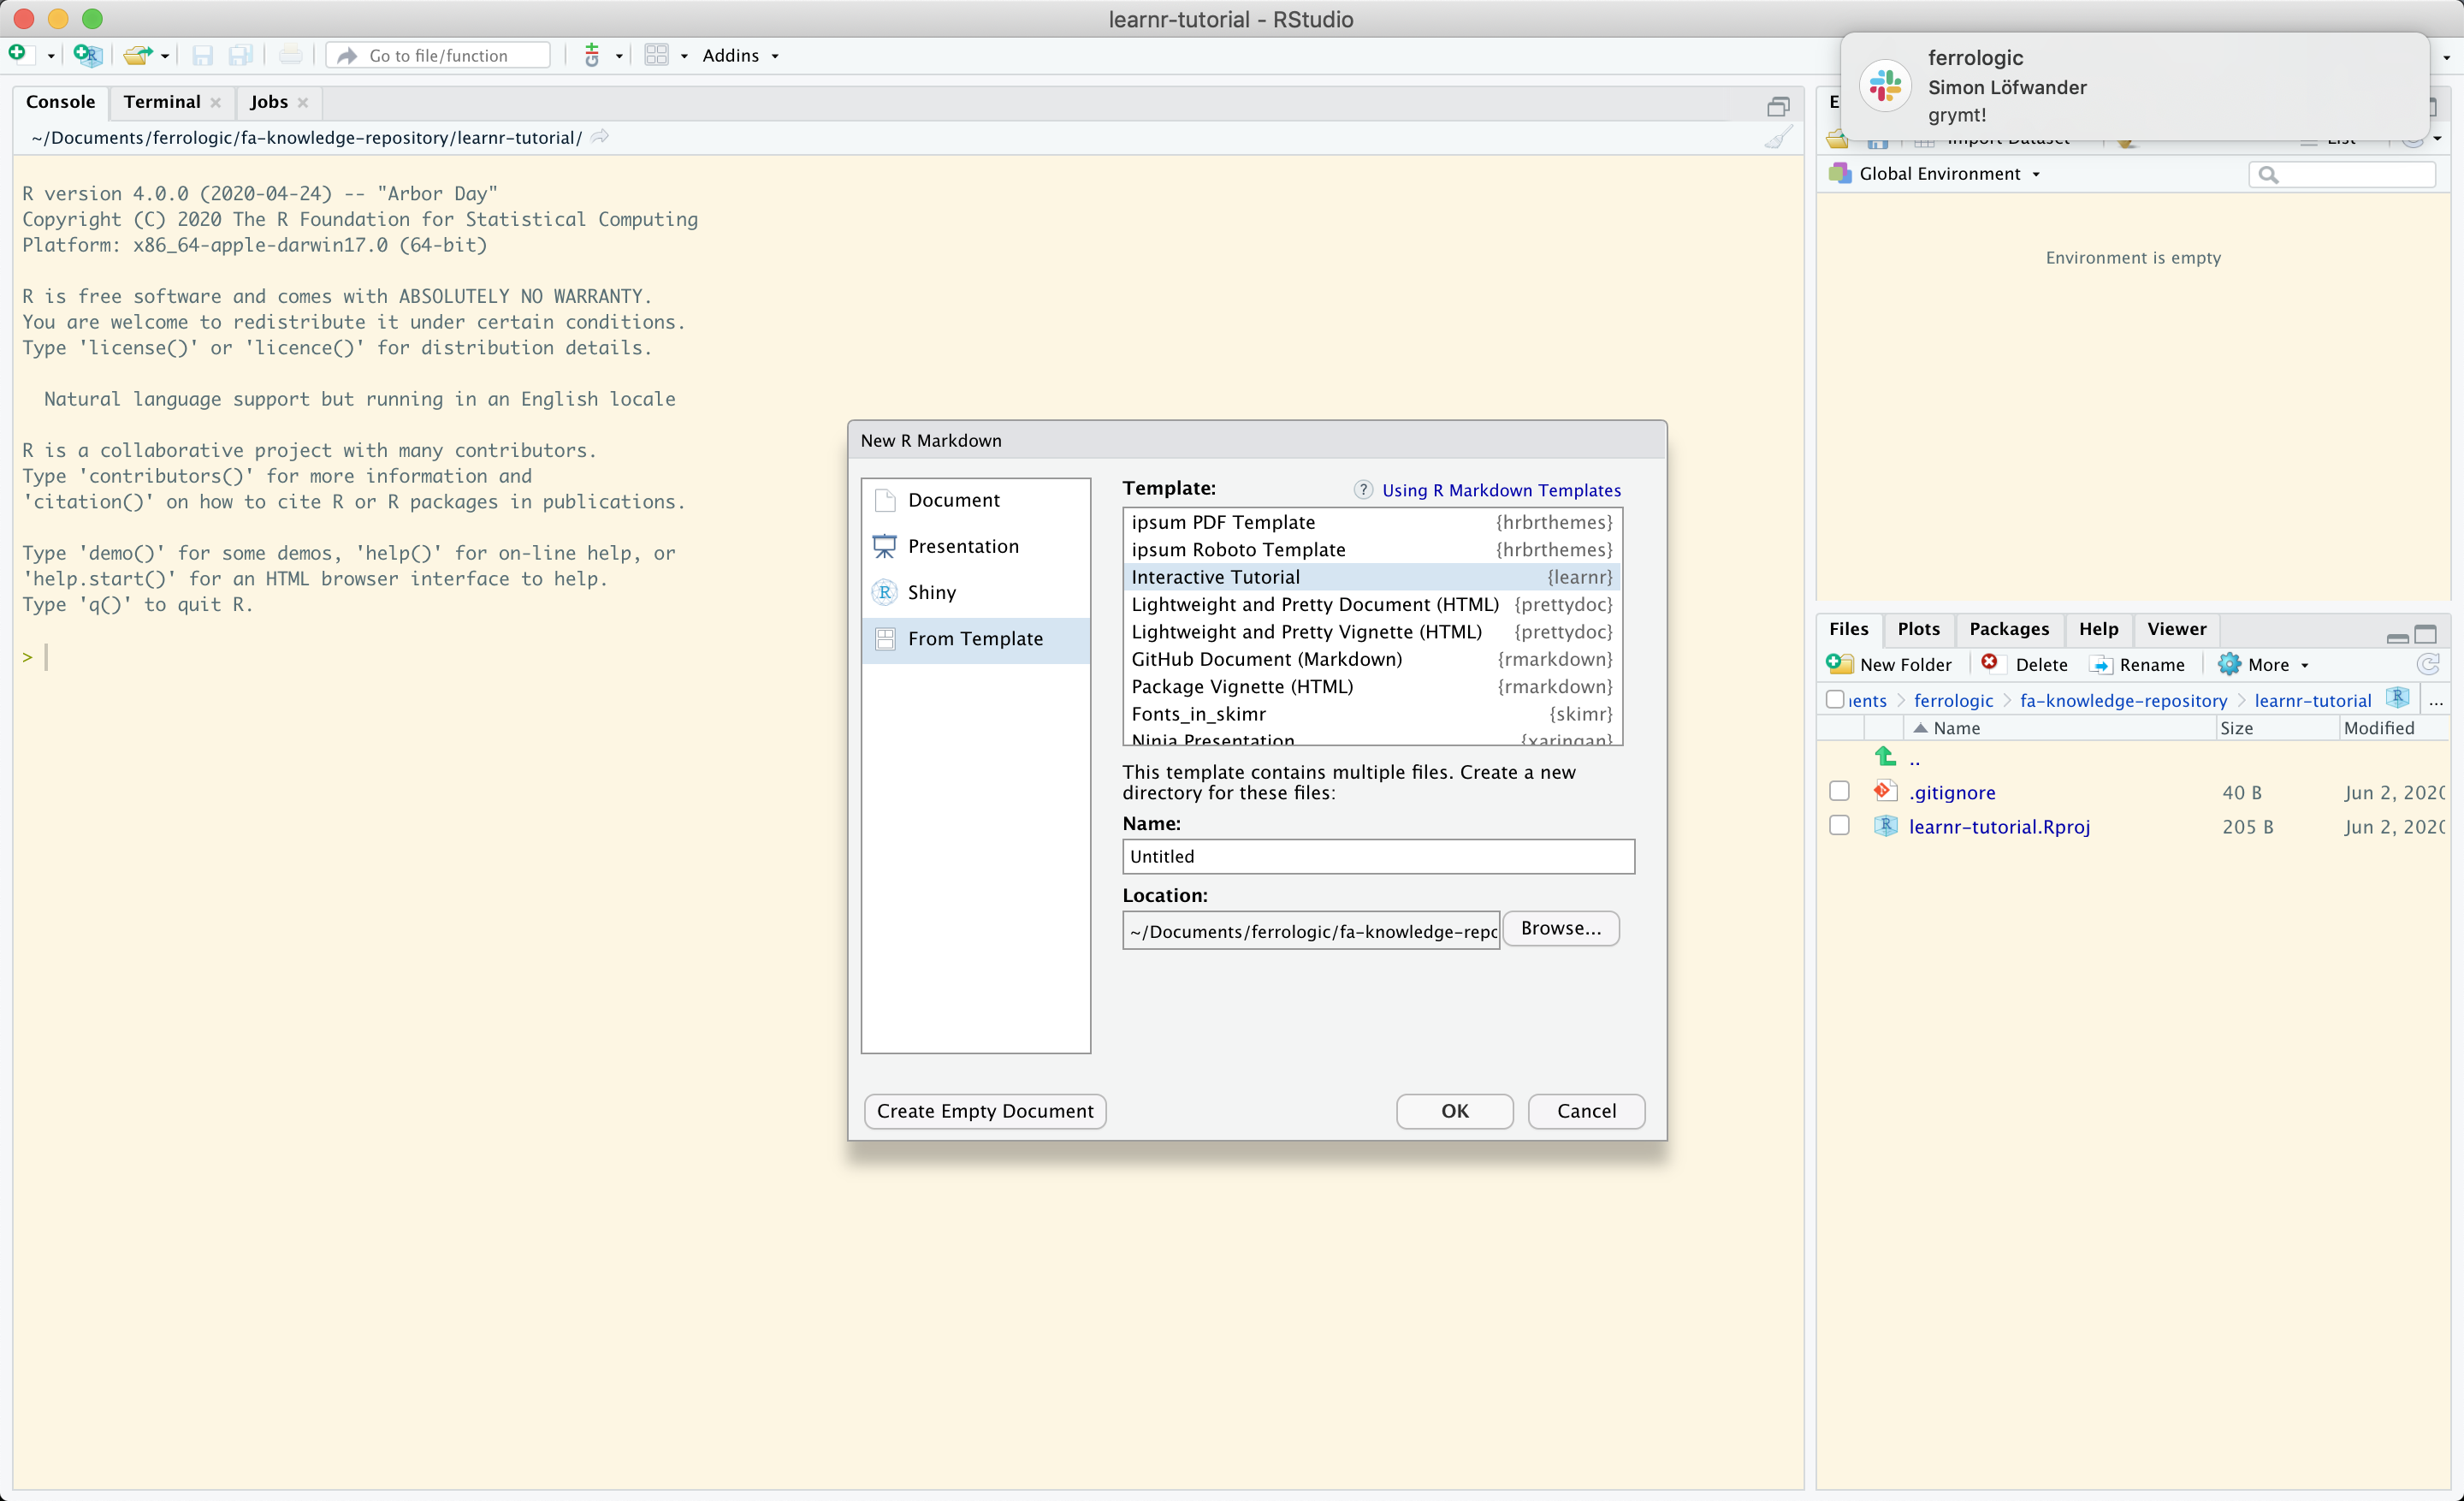 learnr-tutorial - RStudio
Go to file/function
Addins
ferrologic
Simon Löfwander
grymt!
Console
Terminal
Jobs
~/Documents/ferrologic/fa-knowledge-repository/learnr-tutorial/
R version 4.0.0 (2020-04-24) -- "Arbor Day"
Copyright (C) 2020 The R Foundation for Statistical Computing
Platform: x86_64-apple-darwin17.0 (64-bit)
R is free software and comes with ABSOLUTELY NO WARRANTY.
You are welcome to redistribute it under certain conditions.
Type 'license()' or 'licence()' for distribution details.
Natural language support but running in an English locale
R is a collaborative project with many contributors.
Type 'contributors()' for more information and
'citation()' on how to cite R or R packages in publications.
Type 'demo()' for some demos, 'help()' for on-line help, or
'help.start()' for an HTML browser interface to help.
Type 'q()' to quit R.
>
New R Markdown
Document
Presentation
Shiny
From Template
Template:
? Using R Markdown Templates
ipsum PDF Template {hrbrthemes}
ipsum Roboto Template {hrbrthemes}
Interactive Tutorial {learnr}
Lightweight and Pretty Document (HTML) {prettydoc}
Lightweight and Pretty Vignette (HTML) {prettydoc}
GitHub Document (Markdown) {rmarkdown}
Package Vignette (HTML) {rmarkdown}
Fonts_in_skimr {skimr}
Ninja Presentation {xaringan}
This template contains multiple files. Create a new
directory for these files:
Name:
Untitled
Location:
~/Documents/ferrologic/fa-knowledge-repo
Browse...
Create Empty Document
OK
Cancel
E
Import Dataset
List
Global Environment
Environment is empty
Files
Plots
Packages
Help
Viewer
New Folder
Delete
Rename
More
ents > ferrologic > fa-knowledge-repository > learnr-tutorial ...
Name Size Modified
..
.gitignore 40 B Jun 2, 2020
learnr-tutorial.Rproj 205 B Jun 2, 2020